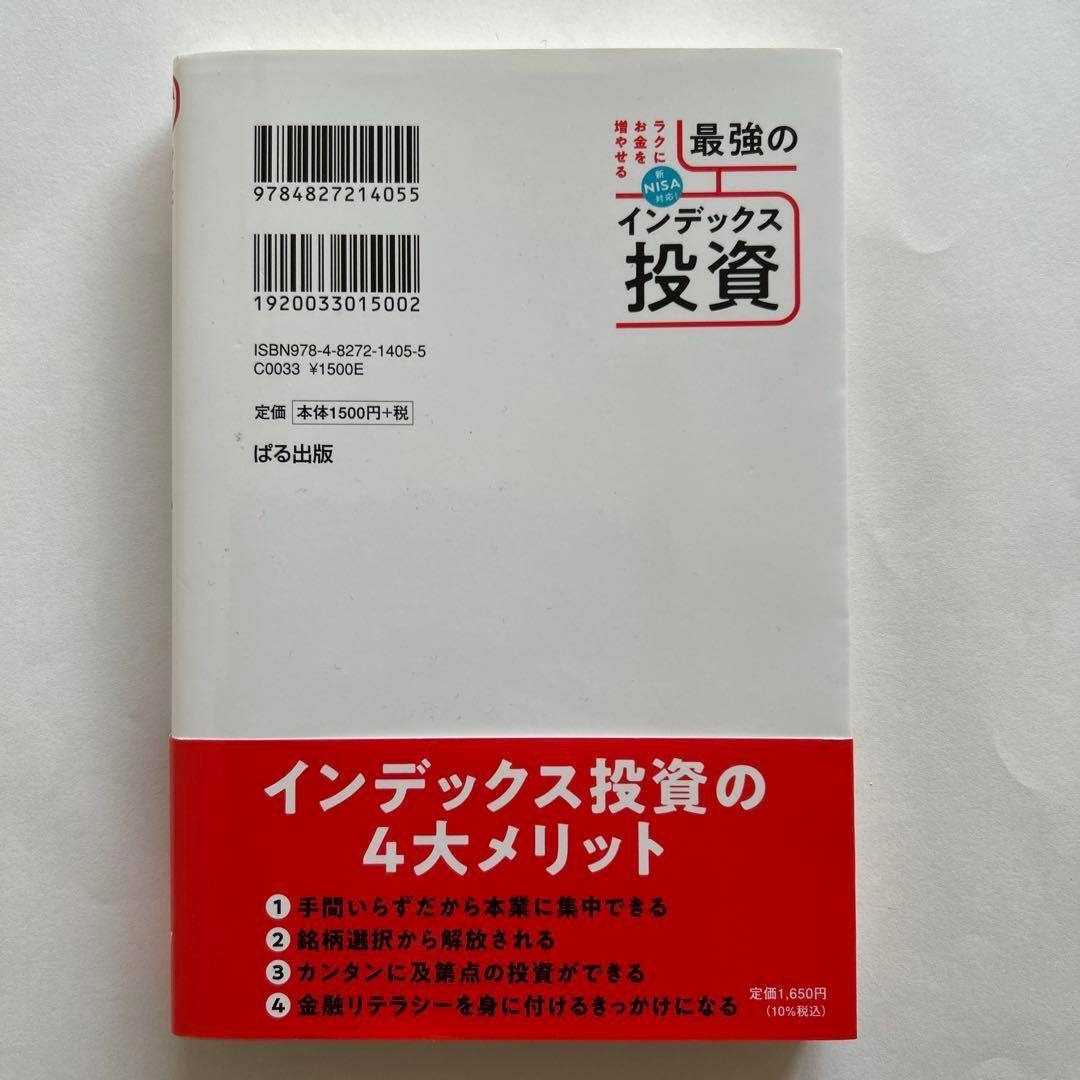 9784827214055
1920033015002
ISBN978-4-8272-1405-5
C0033 ¥1500E
定価 本体1500円+税
ぱる出版
ラクに
お金を
増やせる
最強の
新
NISA
対応!
インデックス
投資
インデックス投資の
4大メリット
1 手間いらずだから本業に集中できる
2 銘柄選択から解放される
3 カンタンに及第点の投資ができる
4 金融リテラシーを身に付けるきっかけになる
定価1,650円
(10%税込)